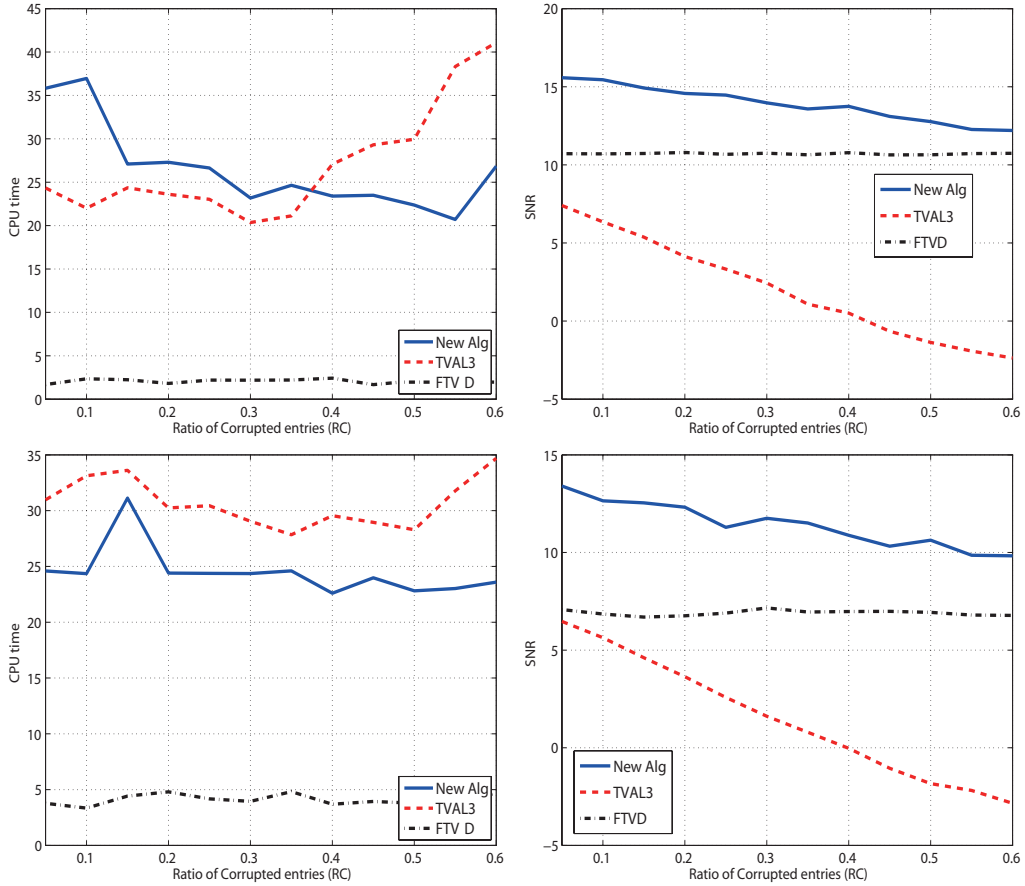 45
40
35
30
25
20
15
10
5
0
CPU time
0.1 0.2 0.3 0.4 0.5 0.6
Ratio of Corrupted entries (RC)
New Alg
TVAL3
FTV D
20
15
10
5
0
−5
SNR
0.1 0.2 0.3 0.4 0.5 0.6
Ratio of Corrupted entries (RC)
New Alg
TVAL3
FTVD
35
30
25
20
15
10
5
0
CPU time
0.1 0.2 0.3 0.4 0.5 0.6
Ratio of Corrupted entries (RC)
New Alg
TVAL3
FTV D
15
10
5
0
−5
SNR
0.1 0.2 0.3 0.4 0.5 0.6
Ratio of Corrupted entries (RC)
New Alg
TVAL3
FTVD